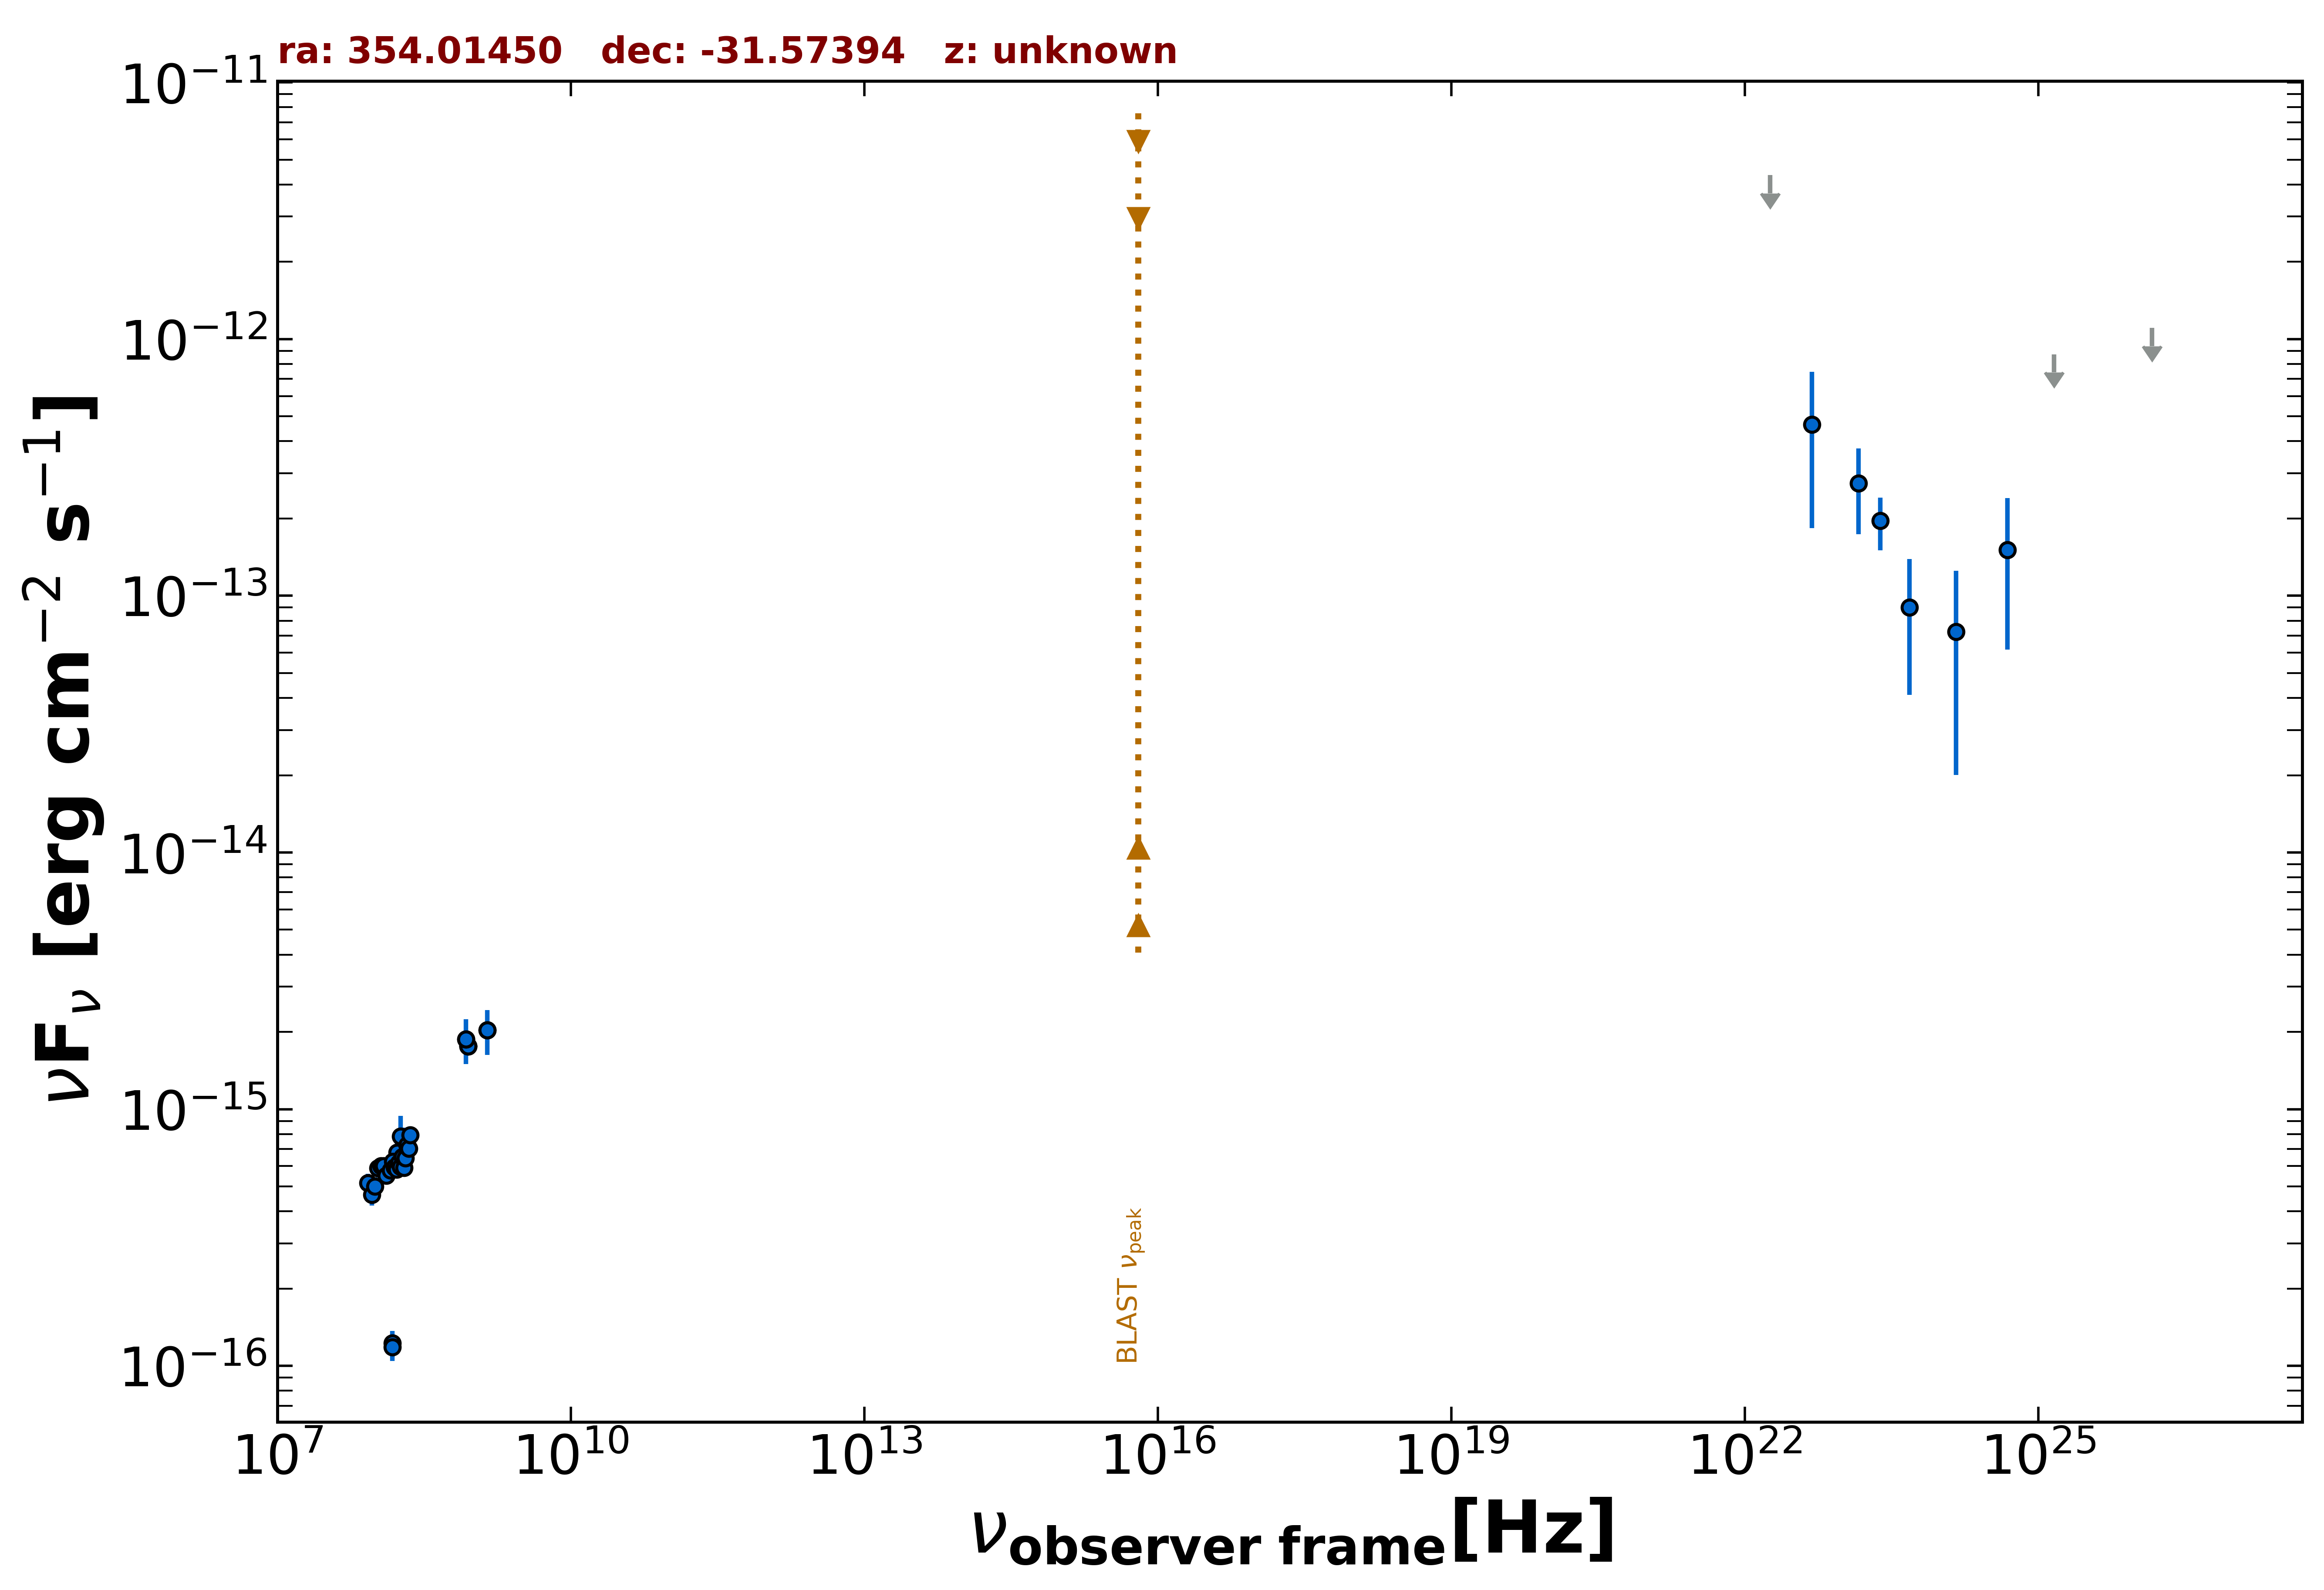 ra: 354.01450 dec: -31.57394 z: unknown
10⁻¹¹
10⁻¹²
10⁻¹³
10⁻¹⁴
10⁻¹⁵
10⁻¹⁶
νFν [erg cm⁻² s⁻¹]
BLAST νpeak
10⁷ 10¹⁰ 10¹³ 10¹⁶ 10¹⁹ 10²² 10²⁵
νobserver frame[Hz]